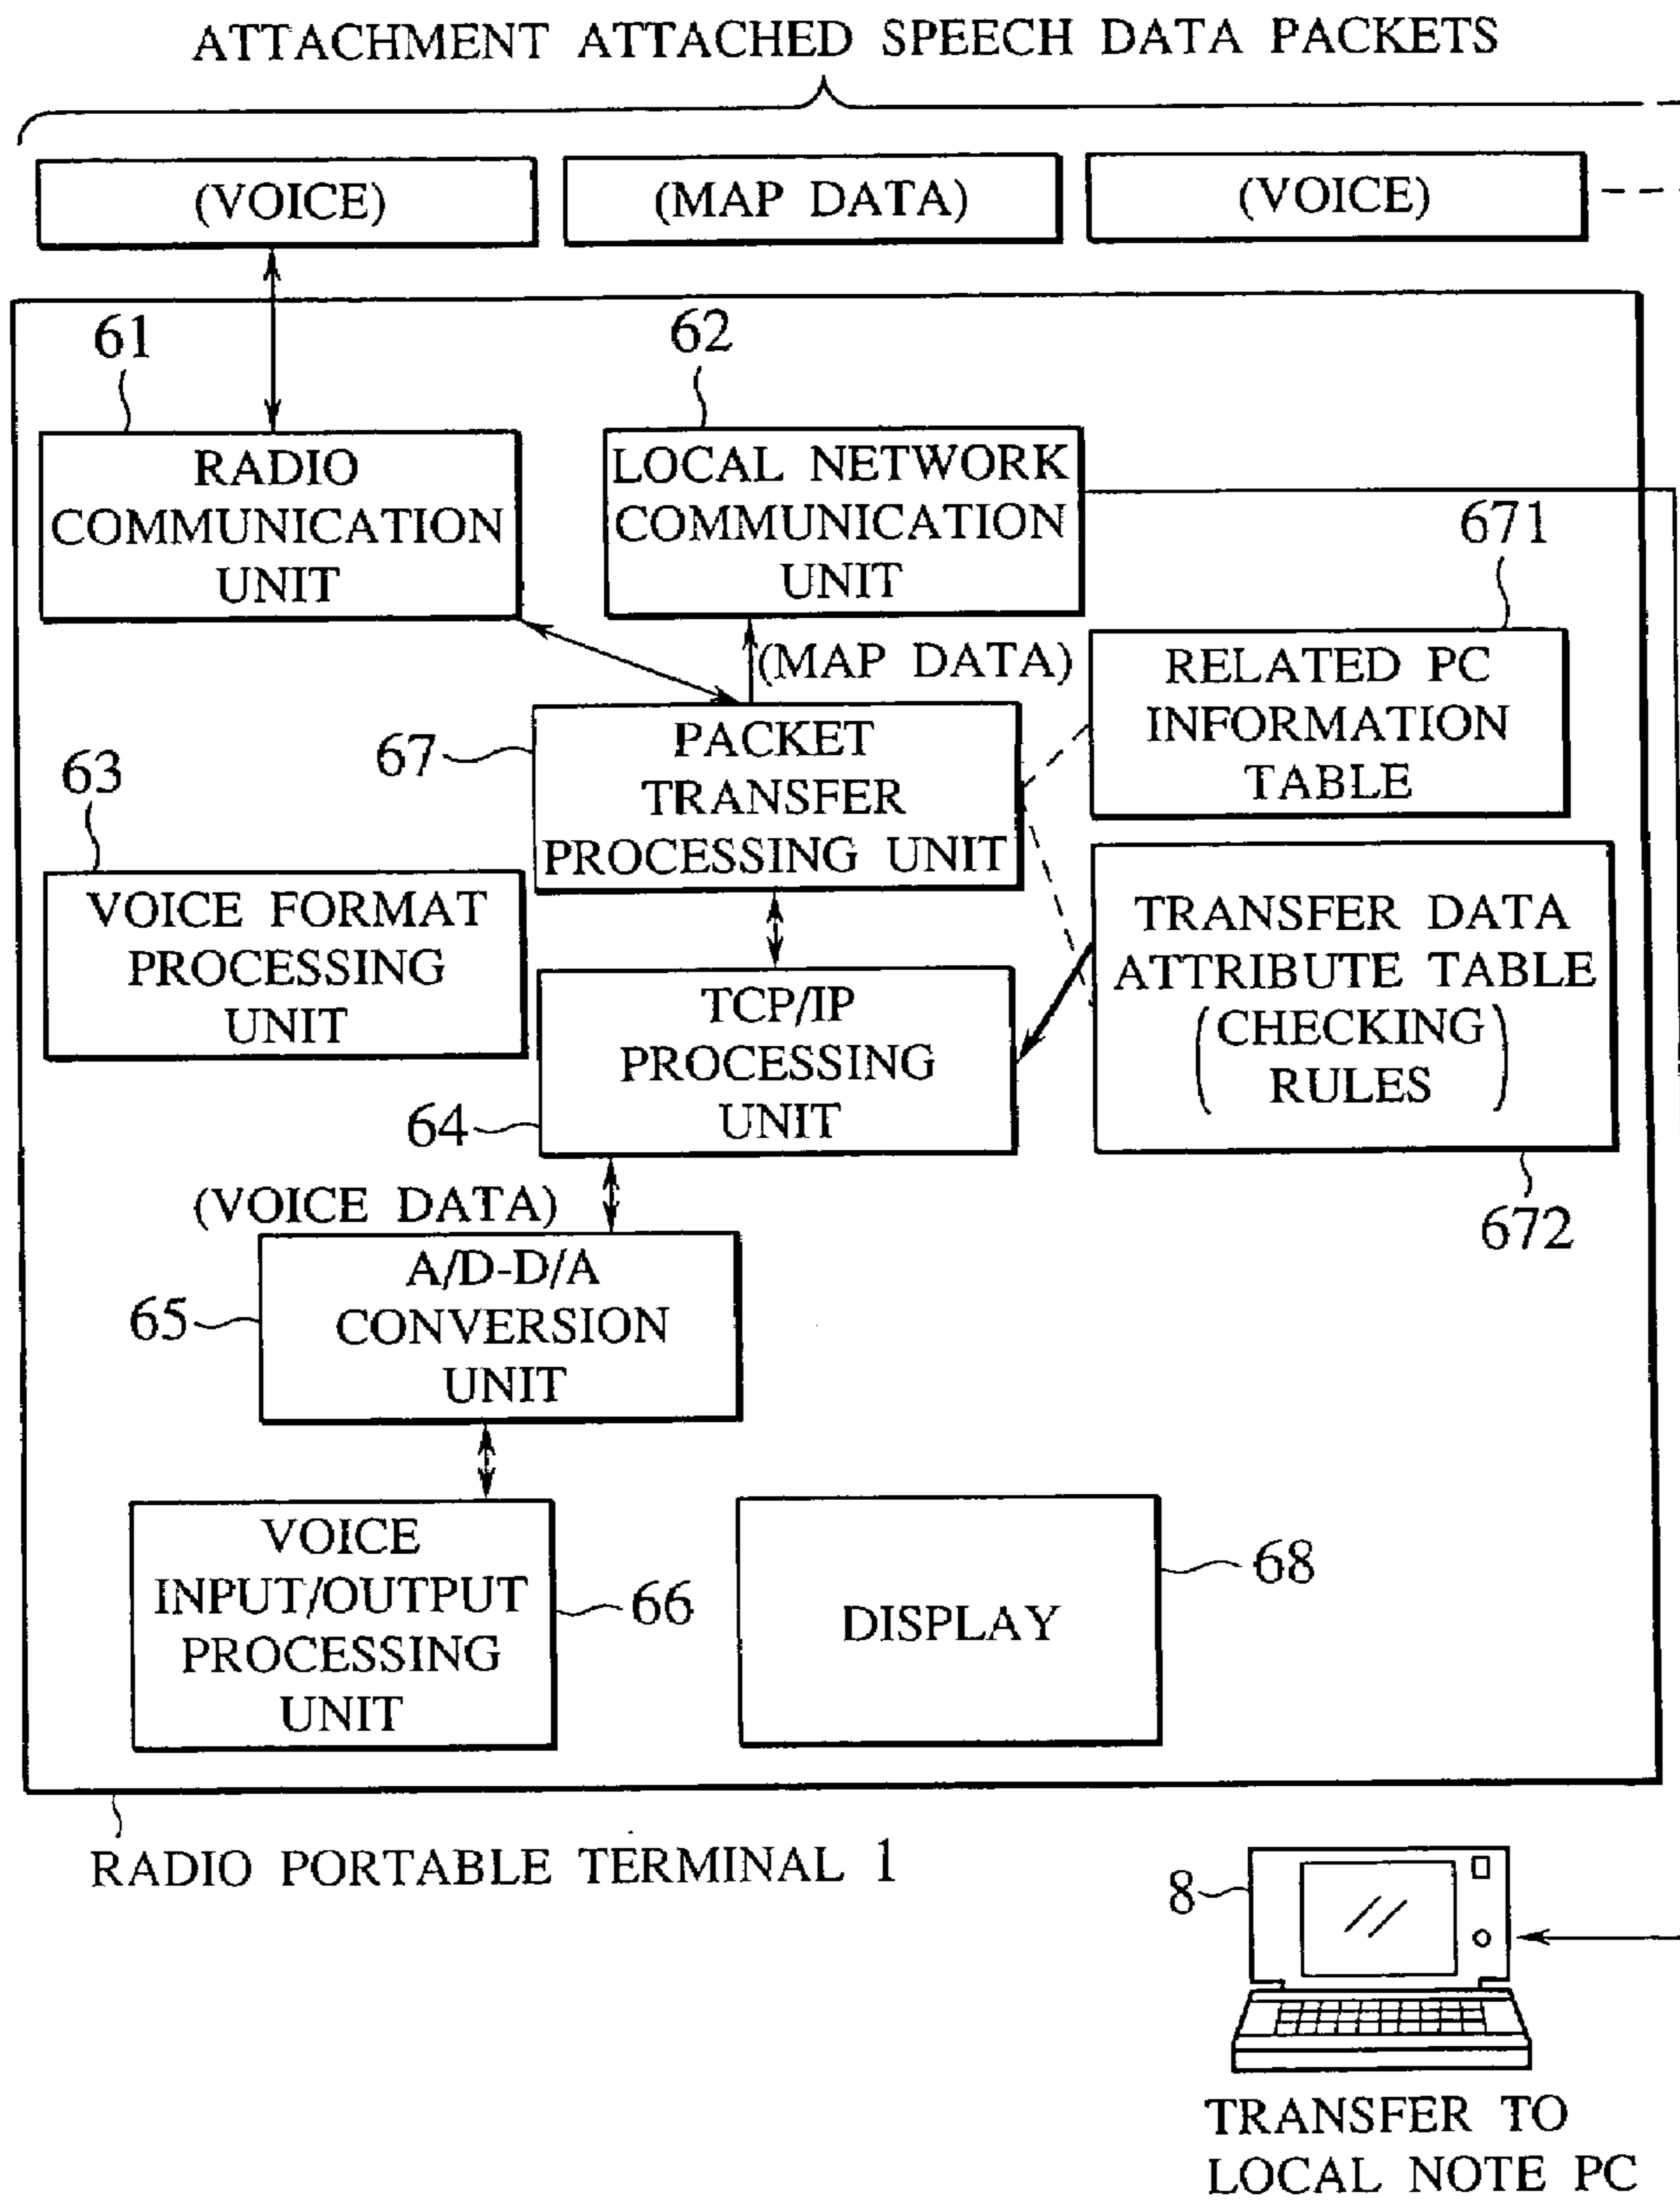 ATTACHMENT ATTACHED SPEECH DATA PACKETS
(VOICE)
(MAP DATA)
(VOICE)
61
62
RADIO
COMMUNICATION
UNIT
LOCAL NETWORK
COMMUNICATION
UNIT
671
(MAP DATA)
RELATED PC
INFORMATION
TABLE
67
PACKET
TRANSFER
PROCESSING UNIT
63
VOICE FORMAT
PROCESSING
UNIT
TRANSFER DATA
ATTRIBUTE TABLE
(CHECKING
RULES)
TCP/IP
PROCESSING
UNIT
64
672
(VOICE DATA)
A/D-D/A
CONVERSION
UNIT
65
VOICE
INPUT/OUTPUT
PROCESSING
UNIT
66
DISPLAY
68
RADIO PORTABLE TERMINAL 1
8
TRANSFER TO
LOCAL NOTE PC